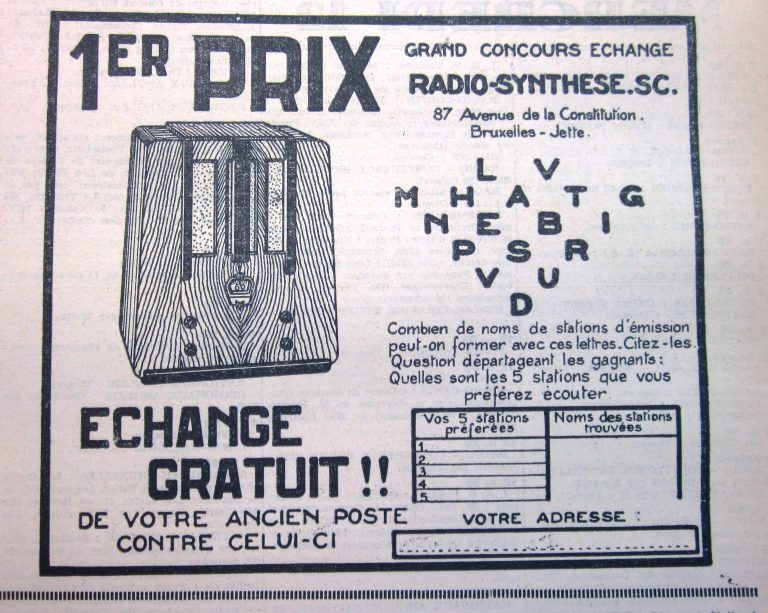 1ER PRIX
GRAND CONCOURS ECHANGE
RADIO-SYNTHESE.SC.
87 Avenue de la Constitution.
Bruxelles - Jette.
L V
M H A T G
N E B I
P S R
V U
D
Combien de noms de stations d'émission
peut-on former avec ces lettres. Citez-les.
Question départageant les gagnants:
Quelles sont les 5 stations que vous
préférez écouter.
Vos 5 stations
préférées
Noms des stations
trouvées
1.
2.
3.
4.
5.
ECHANGE
GRATUIT !!
DE VOTRE ANCIEN POSTE
CONTRE CELUI-CI
VOTRE ADRESSE :